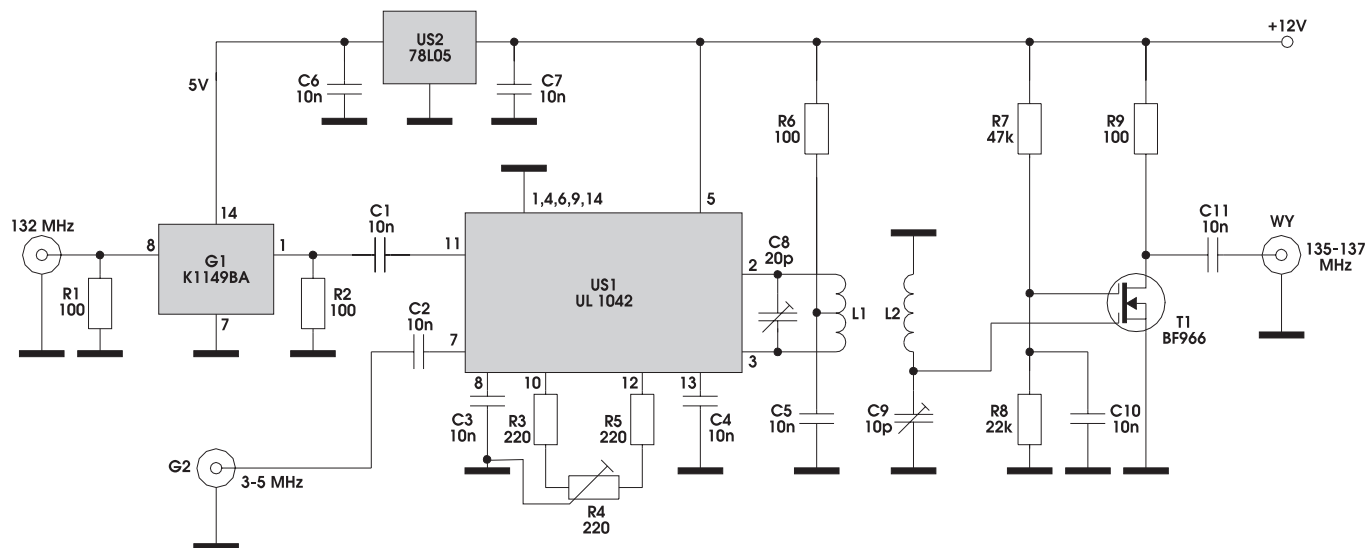 +12V
US2
78L05
C6
10n
C7
10n
5V
R6
100
R7
47k
R9
100
1,4,6,9,14
5
14
132 MHz
8
G1
K1149BA
1
7
R1
100
R2
100
C1
10n
11
US1
UL 1042
2
3
C8
20p
L1
L2
C11
10n
WY
135-137
MHz
T1
BF966
C2
10n
7
8
10
12
13
C3
10n
R3
220
R5
220
C4
10n
C5
10n
C9
10p
R8
22k
C10
10n
G2
3-5 MHz
R4
220